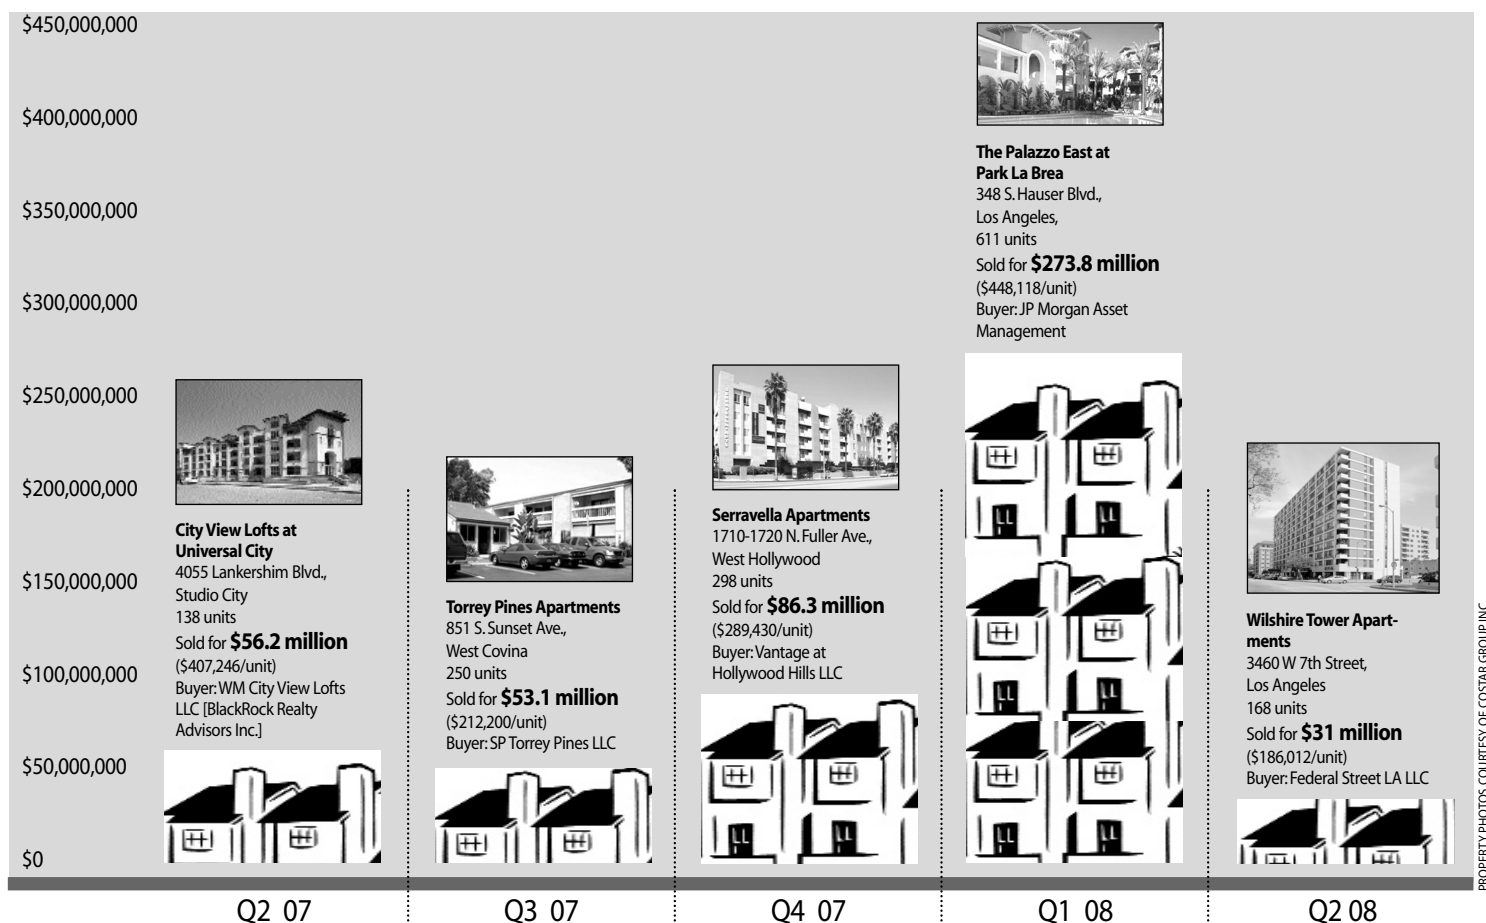 $450,000,000
$400,000,000
$350,000,000
$300,000,000
$250,000,000
$200,000,000
$150,000,000
$100,000,000
$50,000,000
$0
City View Lofts at
Universal City
4055 Lankershim Blvd.,
Studio City
138 units
Sold for $56.2 million
($407,246/unit)
Buyer: WM City View Lofts
LLC [BlackRock Realty
Advisors Inc.]
Torrey Pines Apartments
851 S. Sunset Ave.,
West Covina
250 units
Sold for $53.1 million
($212,200/unit)
Buyer: SP Torrey Pines LLC
Serravella Apartments
1710-1720 N. Fuller Ave.,
West Hollywood
298 units
Sold for $86.3 million
($289,430/unit)
Buyer: Vantage at
Hollywood Hills LLC
The Palazzo East at
Park La Brea
348 S. Hauser Blvd.,
Los Angeles,
611 units
Sold for $273.8 million
($448,118/unit)
Buyer: JP Morgan Asset
Management
Wilshire Tower Apart-
ments
3460 W 7th Street,
Los Angeles
168 units
Sold for $31 million
($186,012/unit)
Buyer: Federal Street LA LLC
Q2 07
Q3 07
Q4 07
Q1 08
Q2 08
PROPERTY PHOTOS COURTESY OF COSTAR GROUP INC.